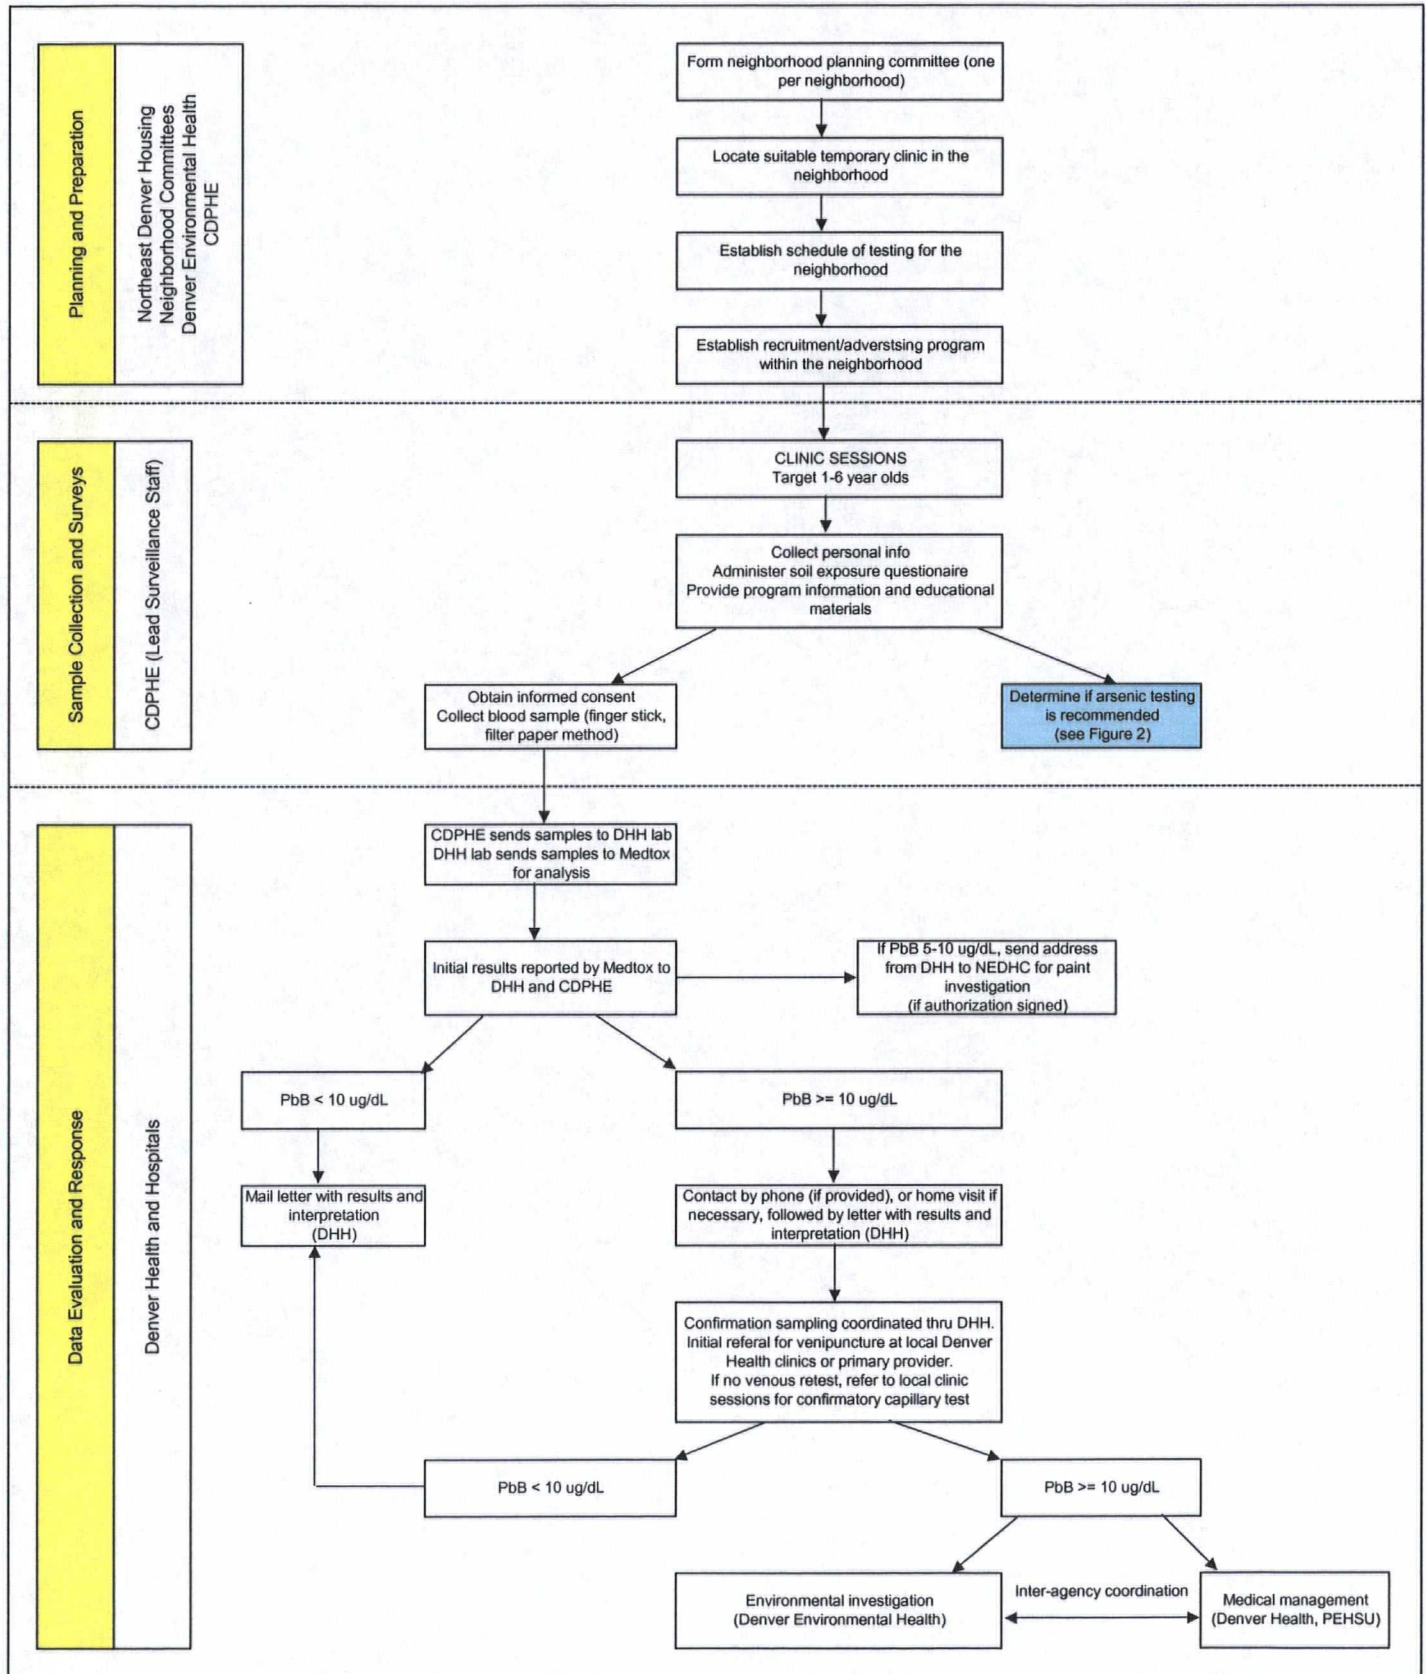 Planning and Preparation
Northeast Denver Housing
Neighborhood Committees
Denver Environmental Health
CDPHE
Form neighborhood planning committee (one
per neighborhood)
Locate suitable temporary clinic in the
neighborhood
Establish schedule of testing for the
neighborhood
Establish recruitment/adverstsing program
within the neighborhood
Sample Collection and Surveys
CDPHE (Lead Surveillance Staff)
CLINIC SESSIONS
Target 1-6 year olds
Collect personal info
Administer soil exposure questionaire
Provide program information and educational
materials
Obtain informed consent
Collect blood sample (finger stick,
filter paper method)
Determine if arsenic testing
is recommended
(see Figure 2)
Data Evaluation and Response
Denver Health and Hospitals
CDPHE sends samples to DHH lab
DHH lab sends samples to Medtox
for analysis
Initial results reported by Medtox to
DHH and CDPHE
If PbB 5-10 ug/dL, send address
from DHH to NEDHC for paint
investigation
(if authorization signed)
PbB < 10 ug/dL
PbB >= 10 ug/dL
Mail letter with results and
interpretation
(DHH)
Contact by phone (if provided), or home visit if
necessary, followed by letter with results and
interpretation (DHH)
Confirmation sampling coordinated thru DHH.
Initial referal for venipuncture at local Denver
Health clinics or primary provider.
If no venous retest, refer to local clinic
sessions for confirmatory capillary test
PbB < 10 ug/dL
PbB >= 10 ug/dL
Environmental investigation
(Denver Environmental Health)
Inter-agency coordination
Medical management
(Denver Health, PEHSU)